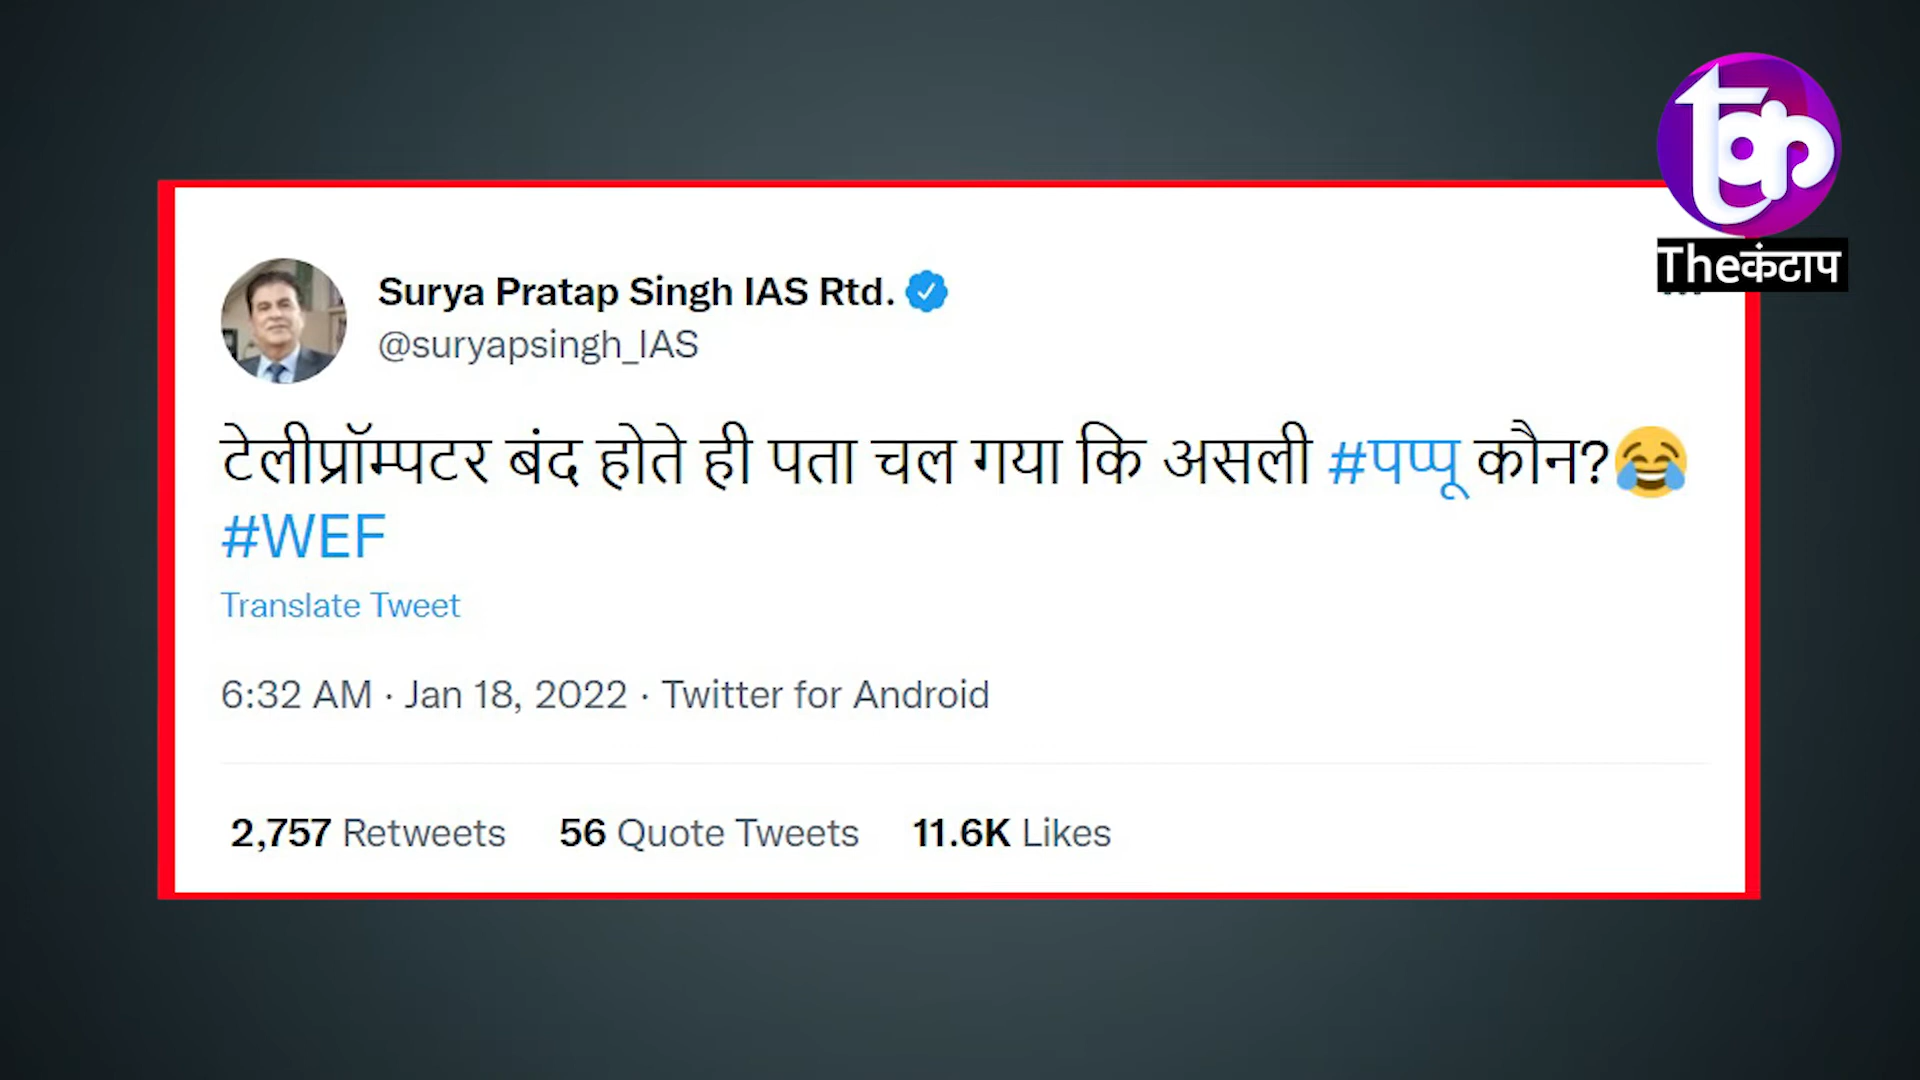 Theकंटाप
Surya Pratap Singh IAS Rtd.
@suryapsingh_IAS
टेलीप्रॉम्पटर बंद होते ही पता चल गया कि असली #पप्पू कौन?😂
#WEF
Translate Tweet
6:32 AM · Jan 18, 2022 · Twitter for Android
2,757 Retweets 56 Quote Tweets 11.6K Likes